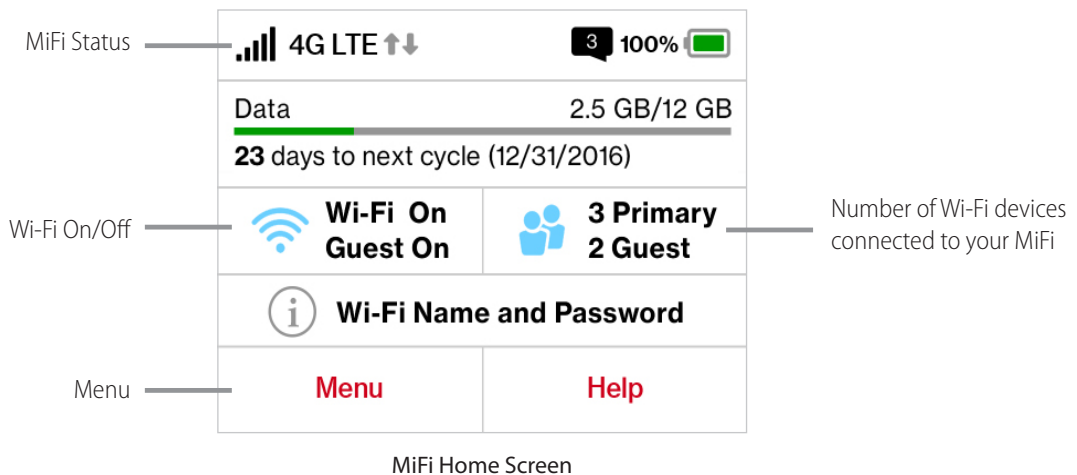 MiFi Status
4G LTE
3
100%
Data
2.5 GB/12 GB
23 days to next cycle (12/31/2016)
Wi-Fi On/Off
Wi-Fi On
Guest On
3 Primary
2 Guest
Number of Wi-Fi devices
connected to your MiFi
i
Wi-Fi Name and Password
Menu
Menu
Help
MiFi Home Screen